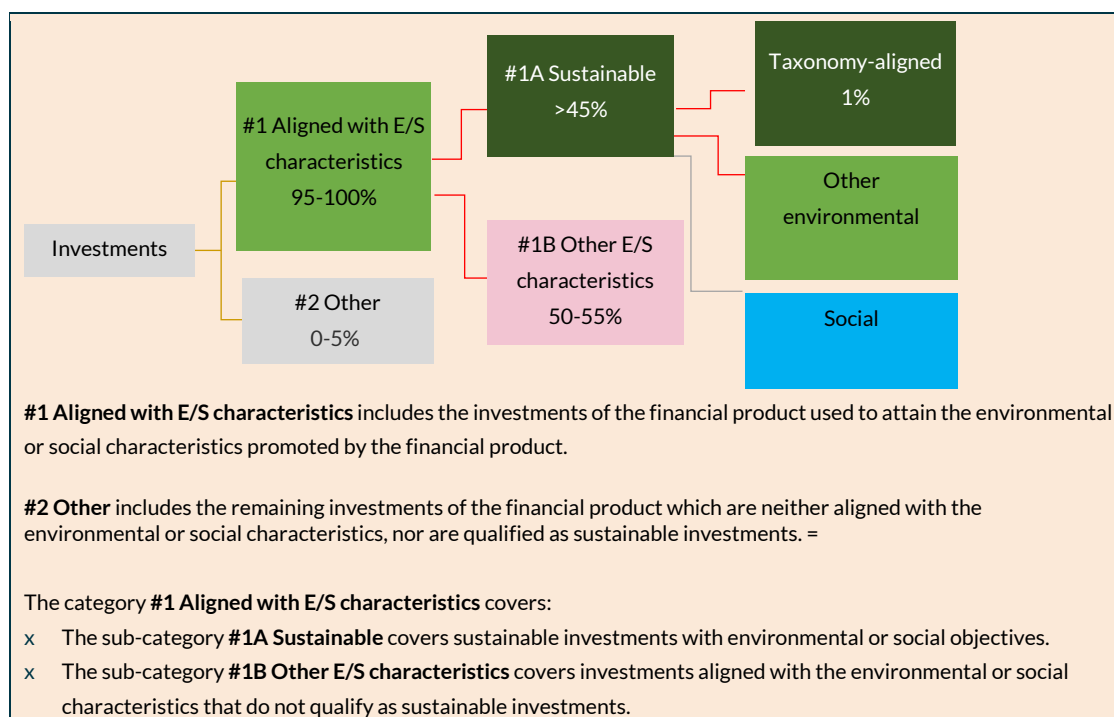 #1A Sustainable
>45%
Taxonomy-aligned
1%
#1 Aligned with E/S
characteristics
95-100%
Other
environmental
Investments
#1B Other E/S
characteristics
50-55%
#2 Other
0-5%
Social
#1 Aligned with E/S characteristics includes the investments of the financial product used to attain the environmental
or social characteristics promoted by the financial product.
#2 Other includes the remaining investments of the financial product which are neither aligned with the
environmental or social characteristics, nor are qualified as sustainable investments. =
The category #1 Aligned with E/S characteristics covers:
x The sub-category #1A Sustainable covers sustainable investments with environmental or social objectives.
x The sub-category #1B Other E/S characteristics covers investments aligned with the environmental or social
characteristics that do not qualify as sustainable investments.